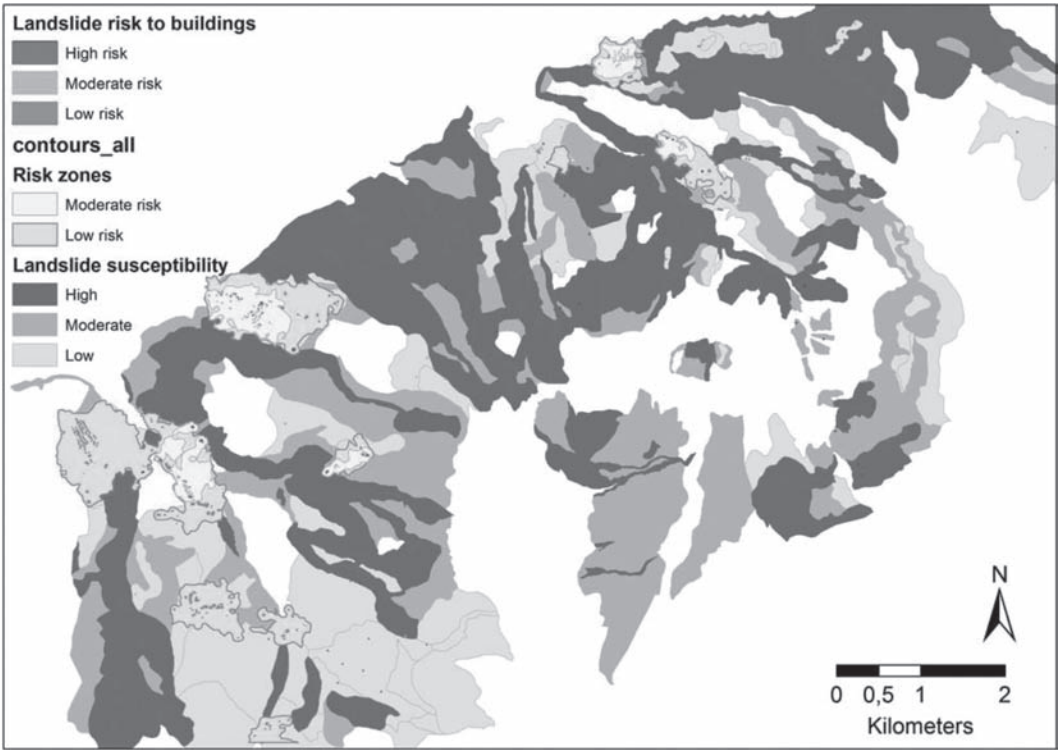 Landslide risk to buildings
High risk
Moderate risk
Low risk
contours_all
Risk zones
Moderate risk
Low risk
Landslide susceptibility
High
Moderate
Low
N
0 0,5 1 2
Kilometers